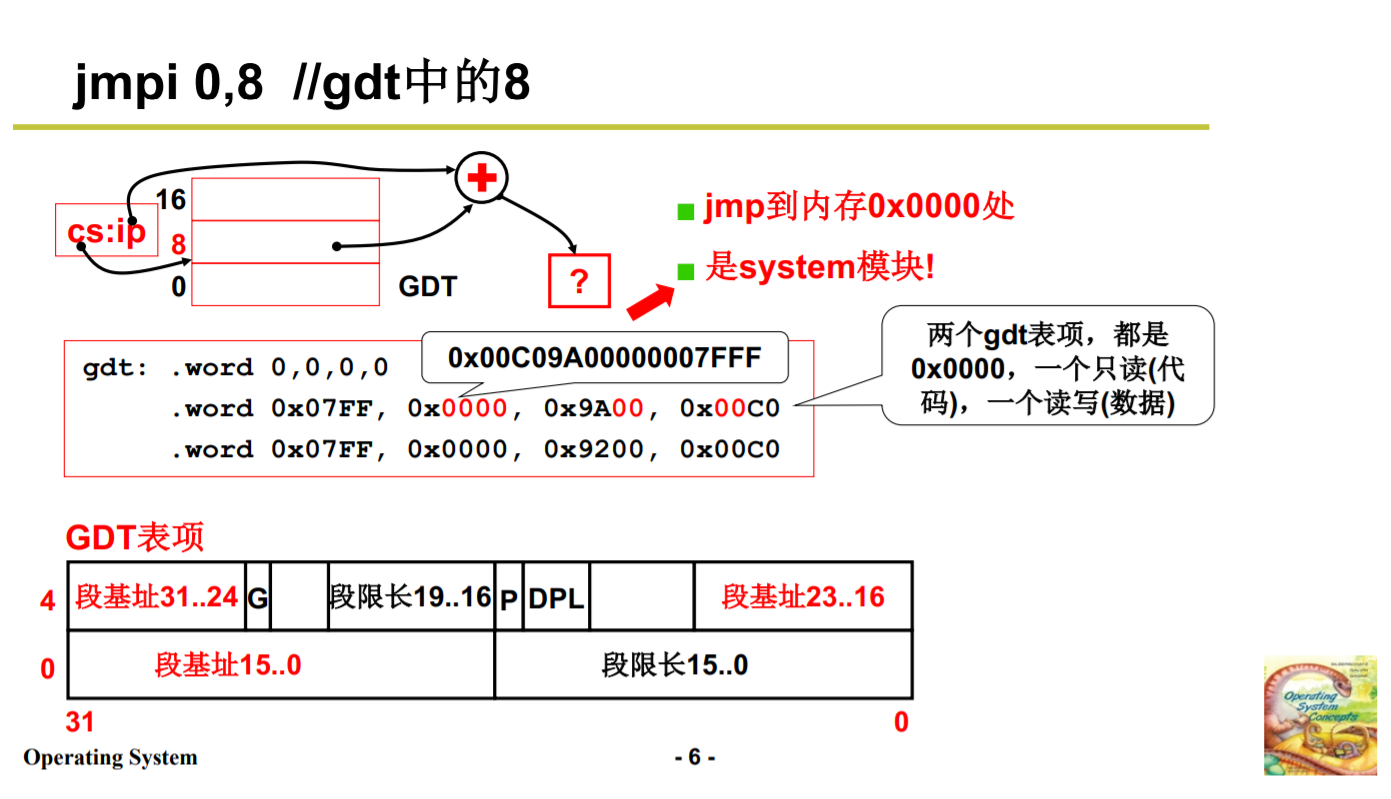 jmpi 0,8  //gdt中的8
16
cs:ip
8
0
GDT
+
?
jmp到内存0x0000处
是system模块!
gdt: .word 0,0,0,0
0x00C09A00000007FFF
.word 0x07FF, 0x0000, 0x9A00, 0x00C0
.word 0x07FF, 0x0000, 0x9200, 0x00C0
两个gdt表项，都是
0x0000，一个只读(代
码)，一个读写(数据)
GDT表项
4
段基址31..24 G 段限长19..16 P DPL 段基址23..16
0
段基址15..0 段限长15..0
31 0
Operating System
- 6 -
Operating
System
Concepts